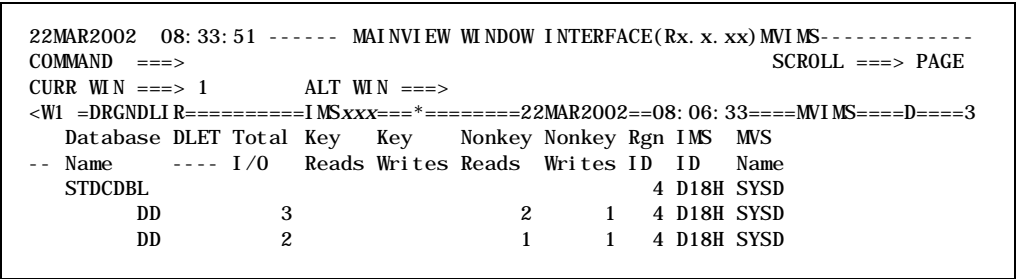 22MAR2002  08:33:51 ------ MAINVIEW WINDOW INTERFACE(Rx.x.xx)MVIMS-------------
COMMAND  ===>                                                 SCROLL ===> PAGE
CURR WIN ===> 1        ALT WIN ===>
<W1 =DRGNDLIR==========IMSxxx===*========22MAR2002==08:06:33====MVIMS====D====3
   Database DLET Total Key    Key    Nonkey Nonkey Rgn IMS  MVS
-- Name     ---- I/O   Reads  Writes Reads  Writes ID  ID   Name
   STDCDBL                                           4 D18H SYSD
         DD          3                    2      1   4 D18H SYSD
         DD          2                    1      1   4 D18H SYSD